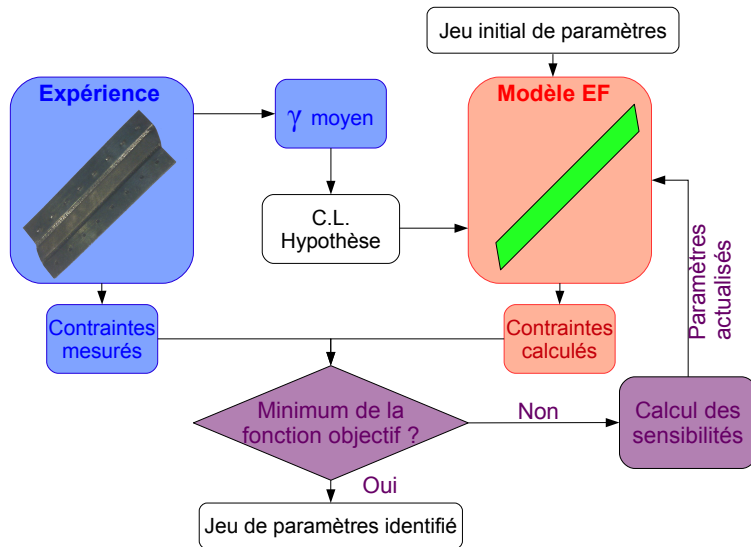 Jeu initial de paramètres
Expérience
γ moyen
Modèle EF
C.L.
Hypothèse
Paramètres
actualisés
Contraintes
mesurés
Contraintes
calculés
Minimum de la
fonction objectif ?
Non
Calcul des
sensibilités
Oui
Jeu de paramètres identifié